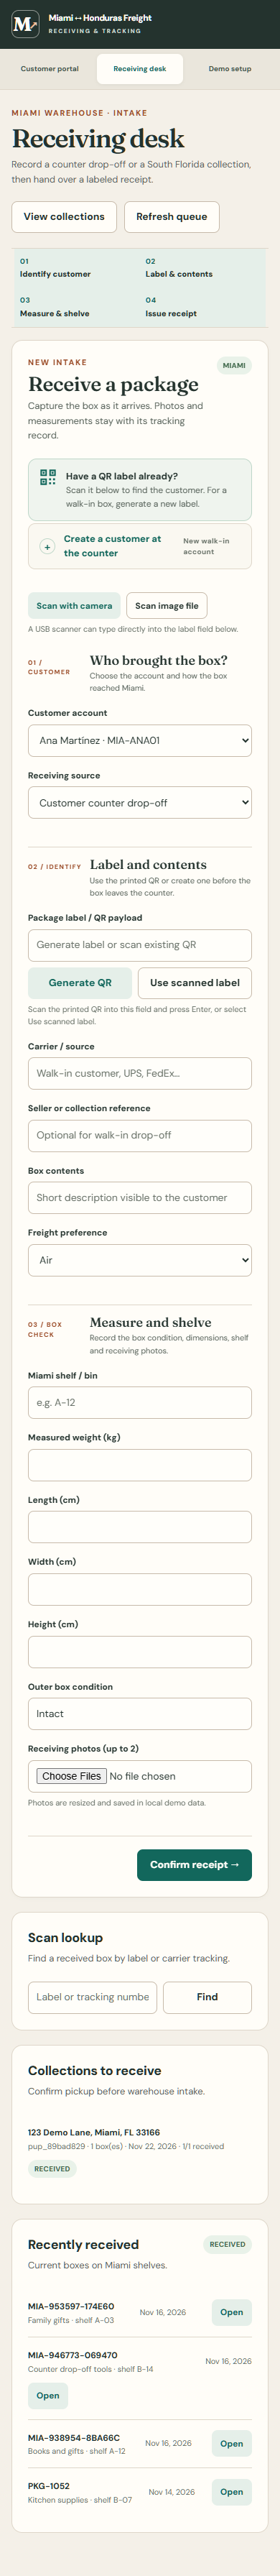 M
Miami ↔ Honduras Freight
RECEIVING & TRACKING
Customer portal
Receiving desk
Demo setup
MIAMI WAREHOUSE · INTAKE
Receiving desk
Record a counter drop-off or a South Florida collection,
then hand over a labeled receipt.
View collections
Refresh queue
01
Identify customer
02
Label & contents
03
Measure & shelve
04
Issue receipt
NEW INTAKE
MIAMI
Receive a package
Capture the box as it arrives. Photos and
measurements stay with its tracking
record.
Have a QR label already?
Scan it below to find the customer. For a
walk-in box, generate a new label.
+
Create a customer at
the counter
New walk-in
account
Scan with camera
Scan image file
A USB scanner can type directly into the label field below.
01 /
CUSTOMER
Who brought the box?
Choose the account and how the box
reached Miami.
Customer account
Ana Martínez · MIA-ANA01
Receiving source
Customer counter drop-off
02 / IDENTIFY
Label and contents
Use the printed QR or create one before the
box leaves the counter.
Package label / QR payload
Generate label or scan existing QR
Generate QR
Use scanned label
Scan the printed QR into this field and press Enter, or select
Use scanned label.
Carrier / source
Walk-in customer, UPS, FedEx…
Seller or collection reference
Optional for walk-in drop-off
Box contents
Short description visible to the customer
Freight preference
Air
03 / BOX
CHECK
Measure and shelve
Record the box condition, dimensions, shelf
and receiving photos.
Miami shelf / bin
e.g. A-12
Measured weight (kg)
Length (cm)
Width (cm)
Height (cm)
Outer box condition
Intact
Receiving photos (up to 2)
Choose Files No file chosen
Photos are resized and saved in local demo data.
Confirm receipt →
Scan lookup
Find a received box by label or carrier tracking.
Label or tracking numbe
Find
Collections to receive
Confirm pickup before warehouse intake.
123 Demo Lane, Miami, FL 33166
pup_89bad829 · 1 box(es) · Nov 22, 2026 · 1/1 received
RECEIVED
Recently received
RECEIVED
Current boxes on Miami shelves.
MIA-953597-174E60
Family gifts · shelf A-03
Nov 16, 2026
Open
MIA-946773-069470
Counter drop-off tools · shelf B-14
Nov 16, 2026
Open
MIA-938954-8BA66C
Books and gifts · shelf A-12
Nov 16, 2026
Open
PKG-1052
Kitchen supplies · shelf B-07
Nov 14, 2026
Open